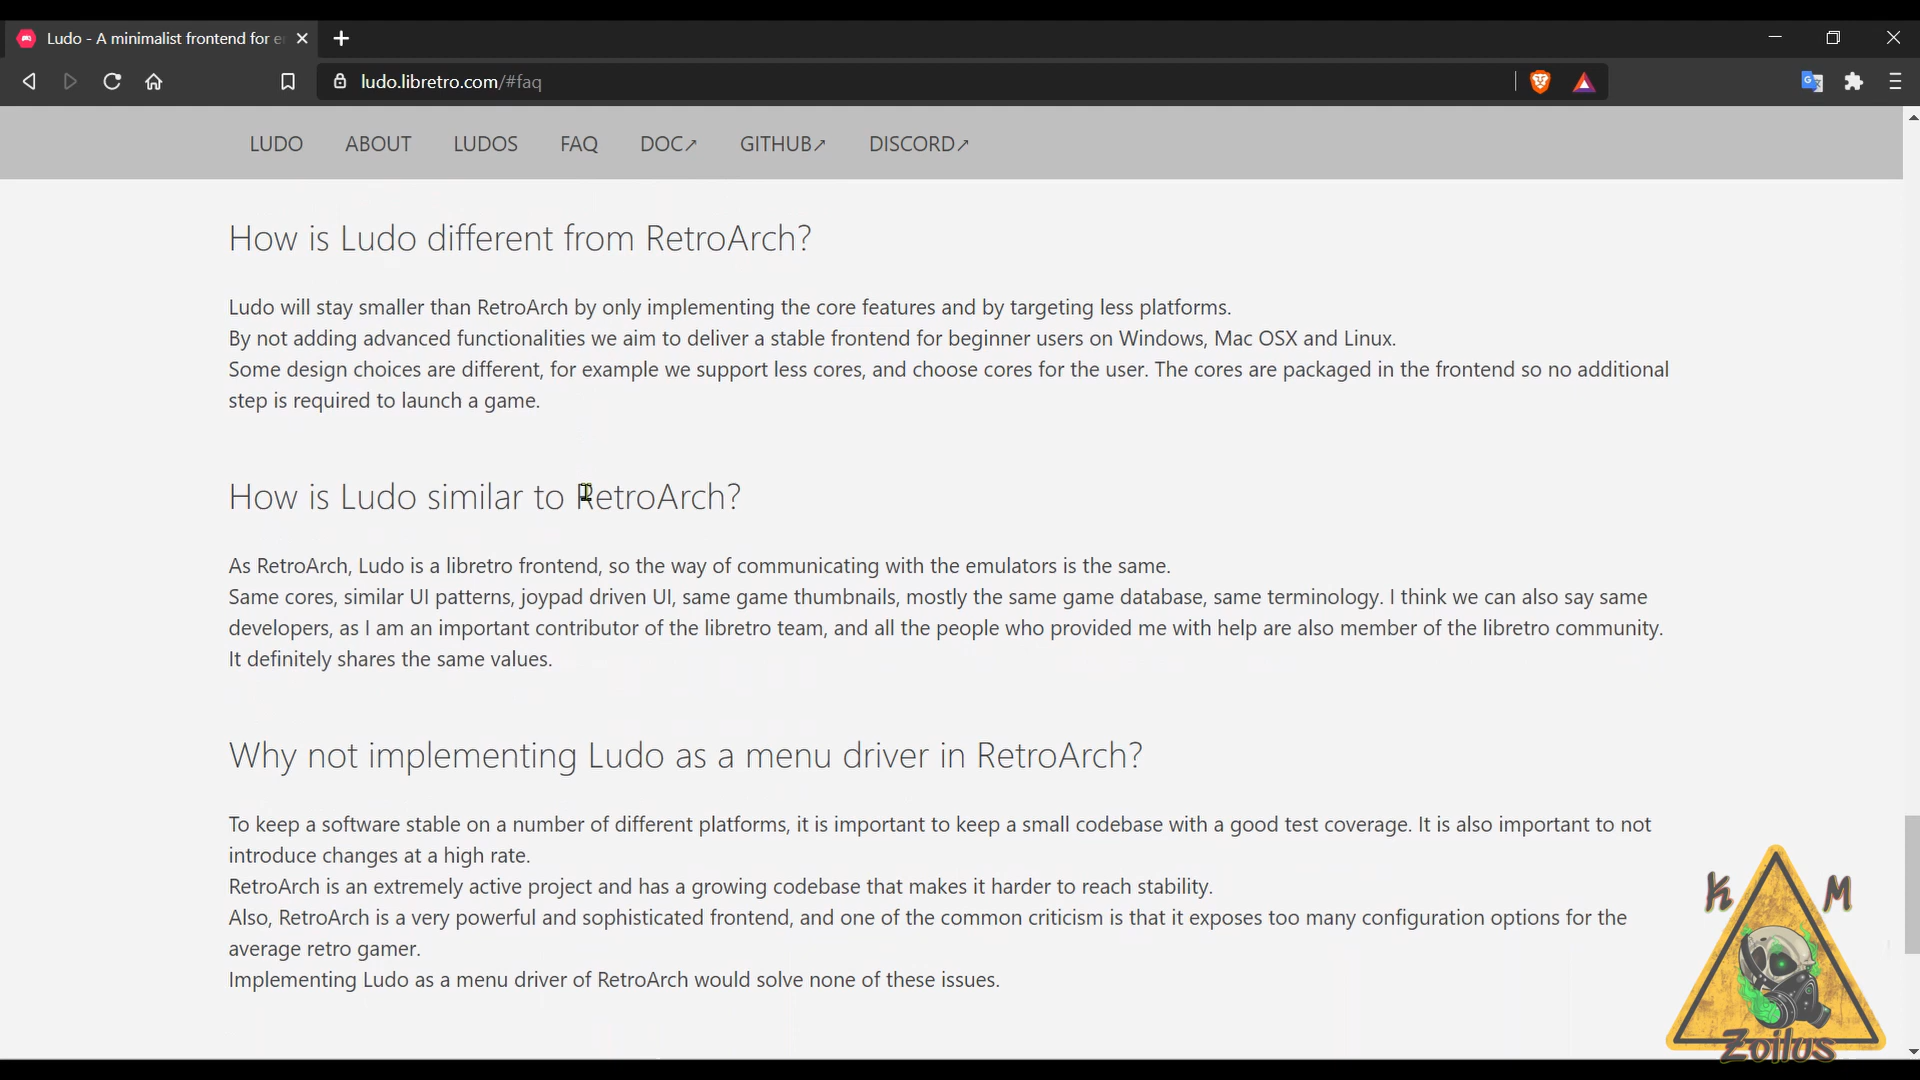 Ludo - A minimalist frontend for e
ludo.libretro.com/#faq
LUDO ABOUT LUDOS FAQ DOC↗ GITHUB↗ DISCORD↗
How is Ludo different from RetroArch?
Ludo will stay smaller than RetroArch by only implementing the core features and by targeting less platforms.
By not adding advanced functionalities we aim to deliver a stable frontend for beginner users on Windows, Mac OSX and Linux.
Some design choices are different, for example we support less cores, and choose cores for the user. The cores are packaged in the frontend so no additional
step is required to launch a game.
How is Ludo similar to RetroArch?
As RetroArch, Ludo is a libretro frontend, so the way of communicating with the emulators is the same.
Same cores, similar UI patterns, joypad driven UI, same game thumbnails, mostly the same game database, same terminology. I think we can also say same
developers, as I am an important contributor of the libretro team, and all the people who provided me with help are also member of the libretro community.
It definitely shares the same values.
Why not implementing Ludo as a menu driver in RetroArch?
To keep a software stable on a number of different platforms, it is important to keep a small codebase with a good test coverage. It is also important to not
introduce changes at a high rate.
RetroArch is an extremely active project and has a growing codebase that makes it harder to reach stability.
Also, RetroArch is a very powerful and sophisticated frontend, and one of the common criticism is that it exposes too many configuration options for the
average retro gamer.
Implementing Ludo as a menu driver of RetroArch would solve none of these issues.
K M
Zoilus